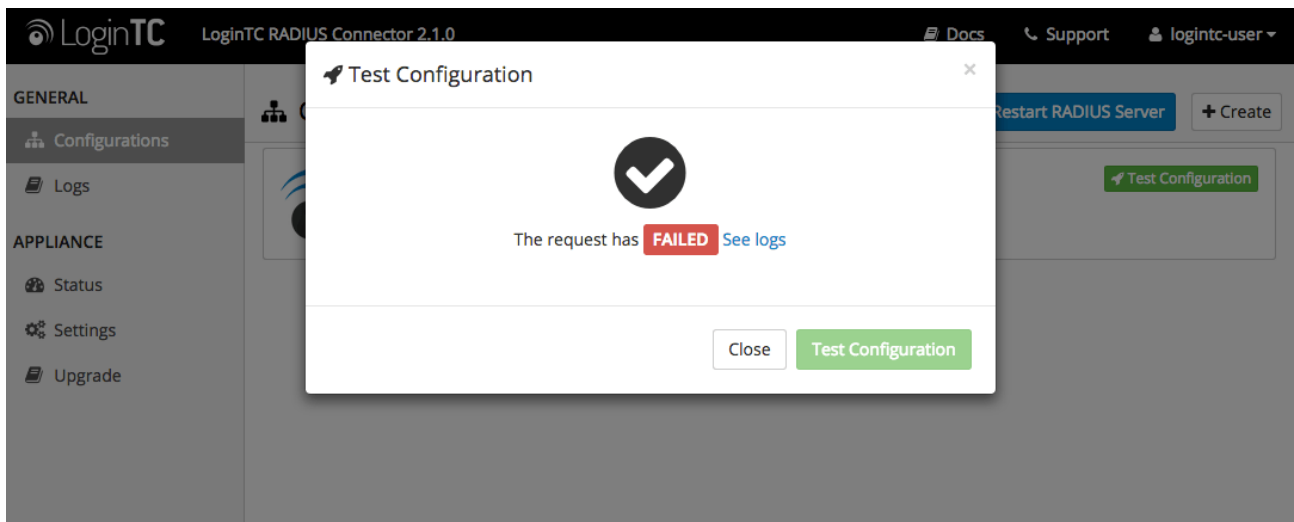 LoginTC LoginTC RADIUS Connector 2.1.0 Docs Support logintc-user
Test Configuration ×
GENERAL
Restart RADIUS Server + Create
Configurations
Test Configuration
Logs
The request has FAILED See logs
APPLIANCE
Status
Settings
Close Test Configuration
Upgrade